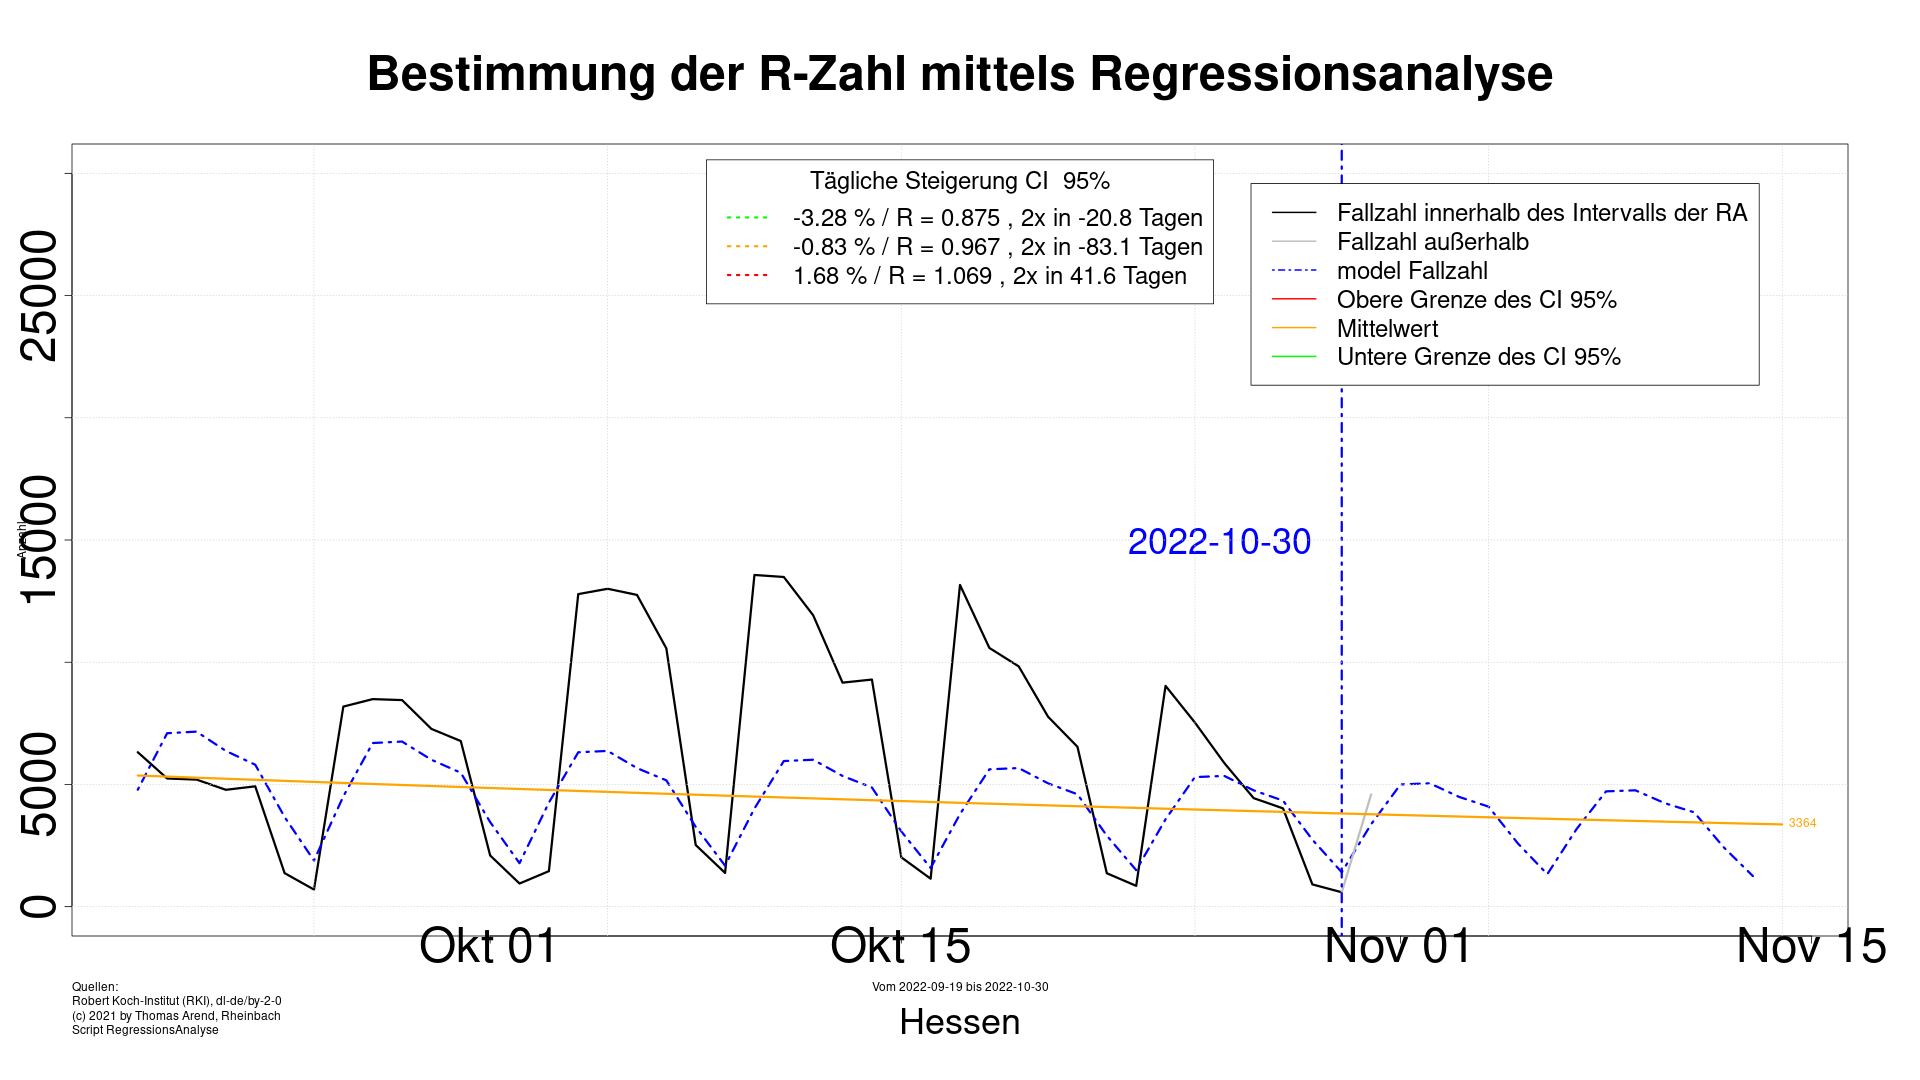 Bestimmung der R-Zahl mittels Regressionsanalyse
Tägliche Steigerung CI  95%
-3.28 % / R = 0.875 , 2x in -20.8 Tagen
-0.83 % / R = 0.967 , 2x in -83.1 Tagen
1.68 % / R = 1.069 , 2x in 41.6 Tagen
Fallzahl innerhalb des Intervalls der RA
Fallzahl außerhalb
model Fallzahl
Obere Grenze des CI 95%
Mittelwert
Untere Grenze des CI 95%
25000
15000
5000
0
Anzahl
2022-10-30
3364
Okt 01
Okt 15
Nov 01
Nov 15
Quellen:
Robert Koch-Institut (RKI), dl-de/by-2-0
(c) 2021 by Thomas Arend, Rheinbach
Script RegressionsAnalyse
Vom 2022-09-19 bis 2022-10-30
Hessen